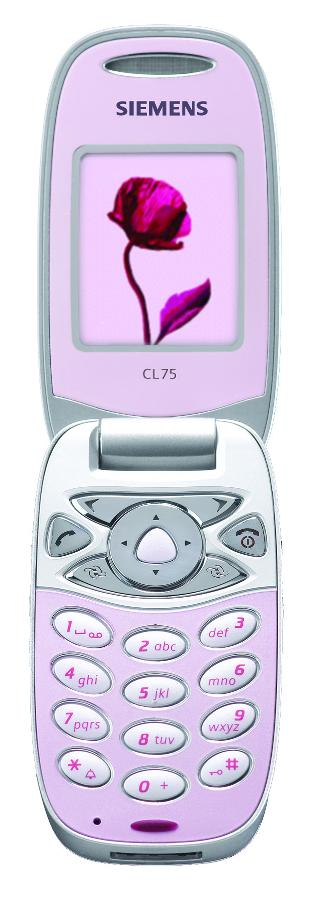 SIEMENS
CL75
1 2 abc def 3
4 ghi 5 jkl mno 6
7 pqrs 8 tuv wxyz 9
* 0 + #